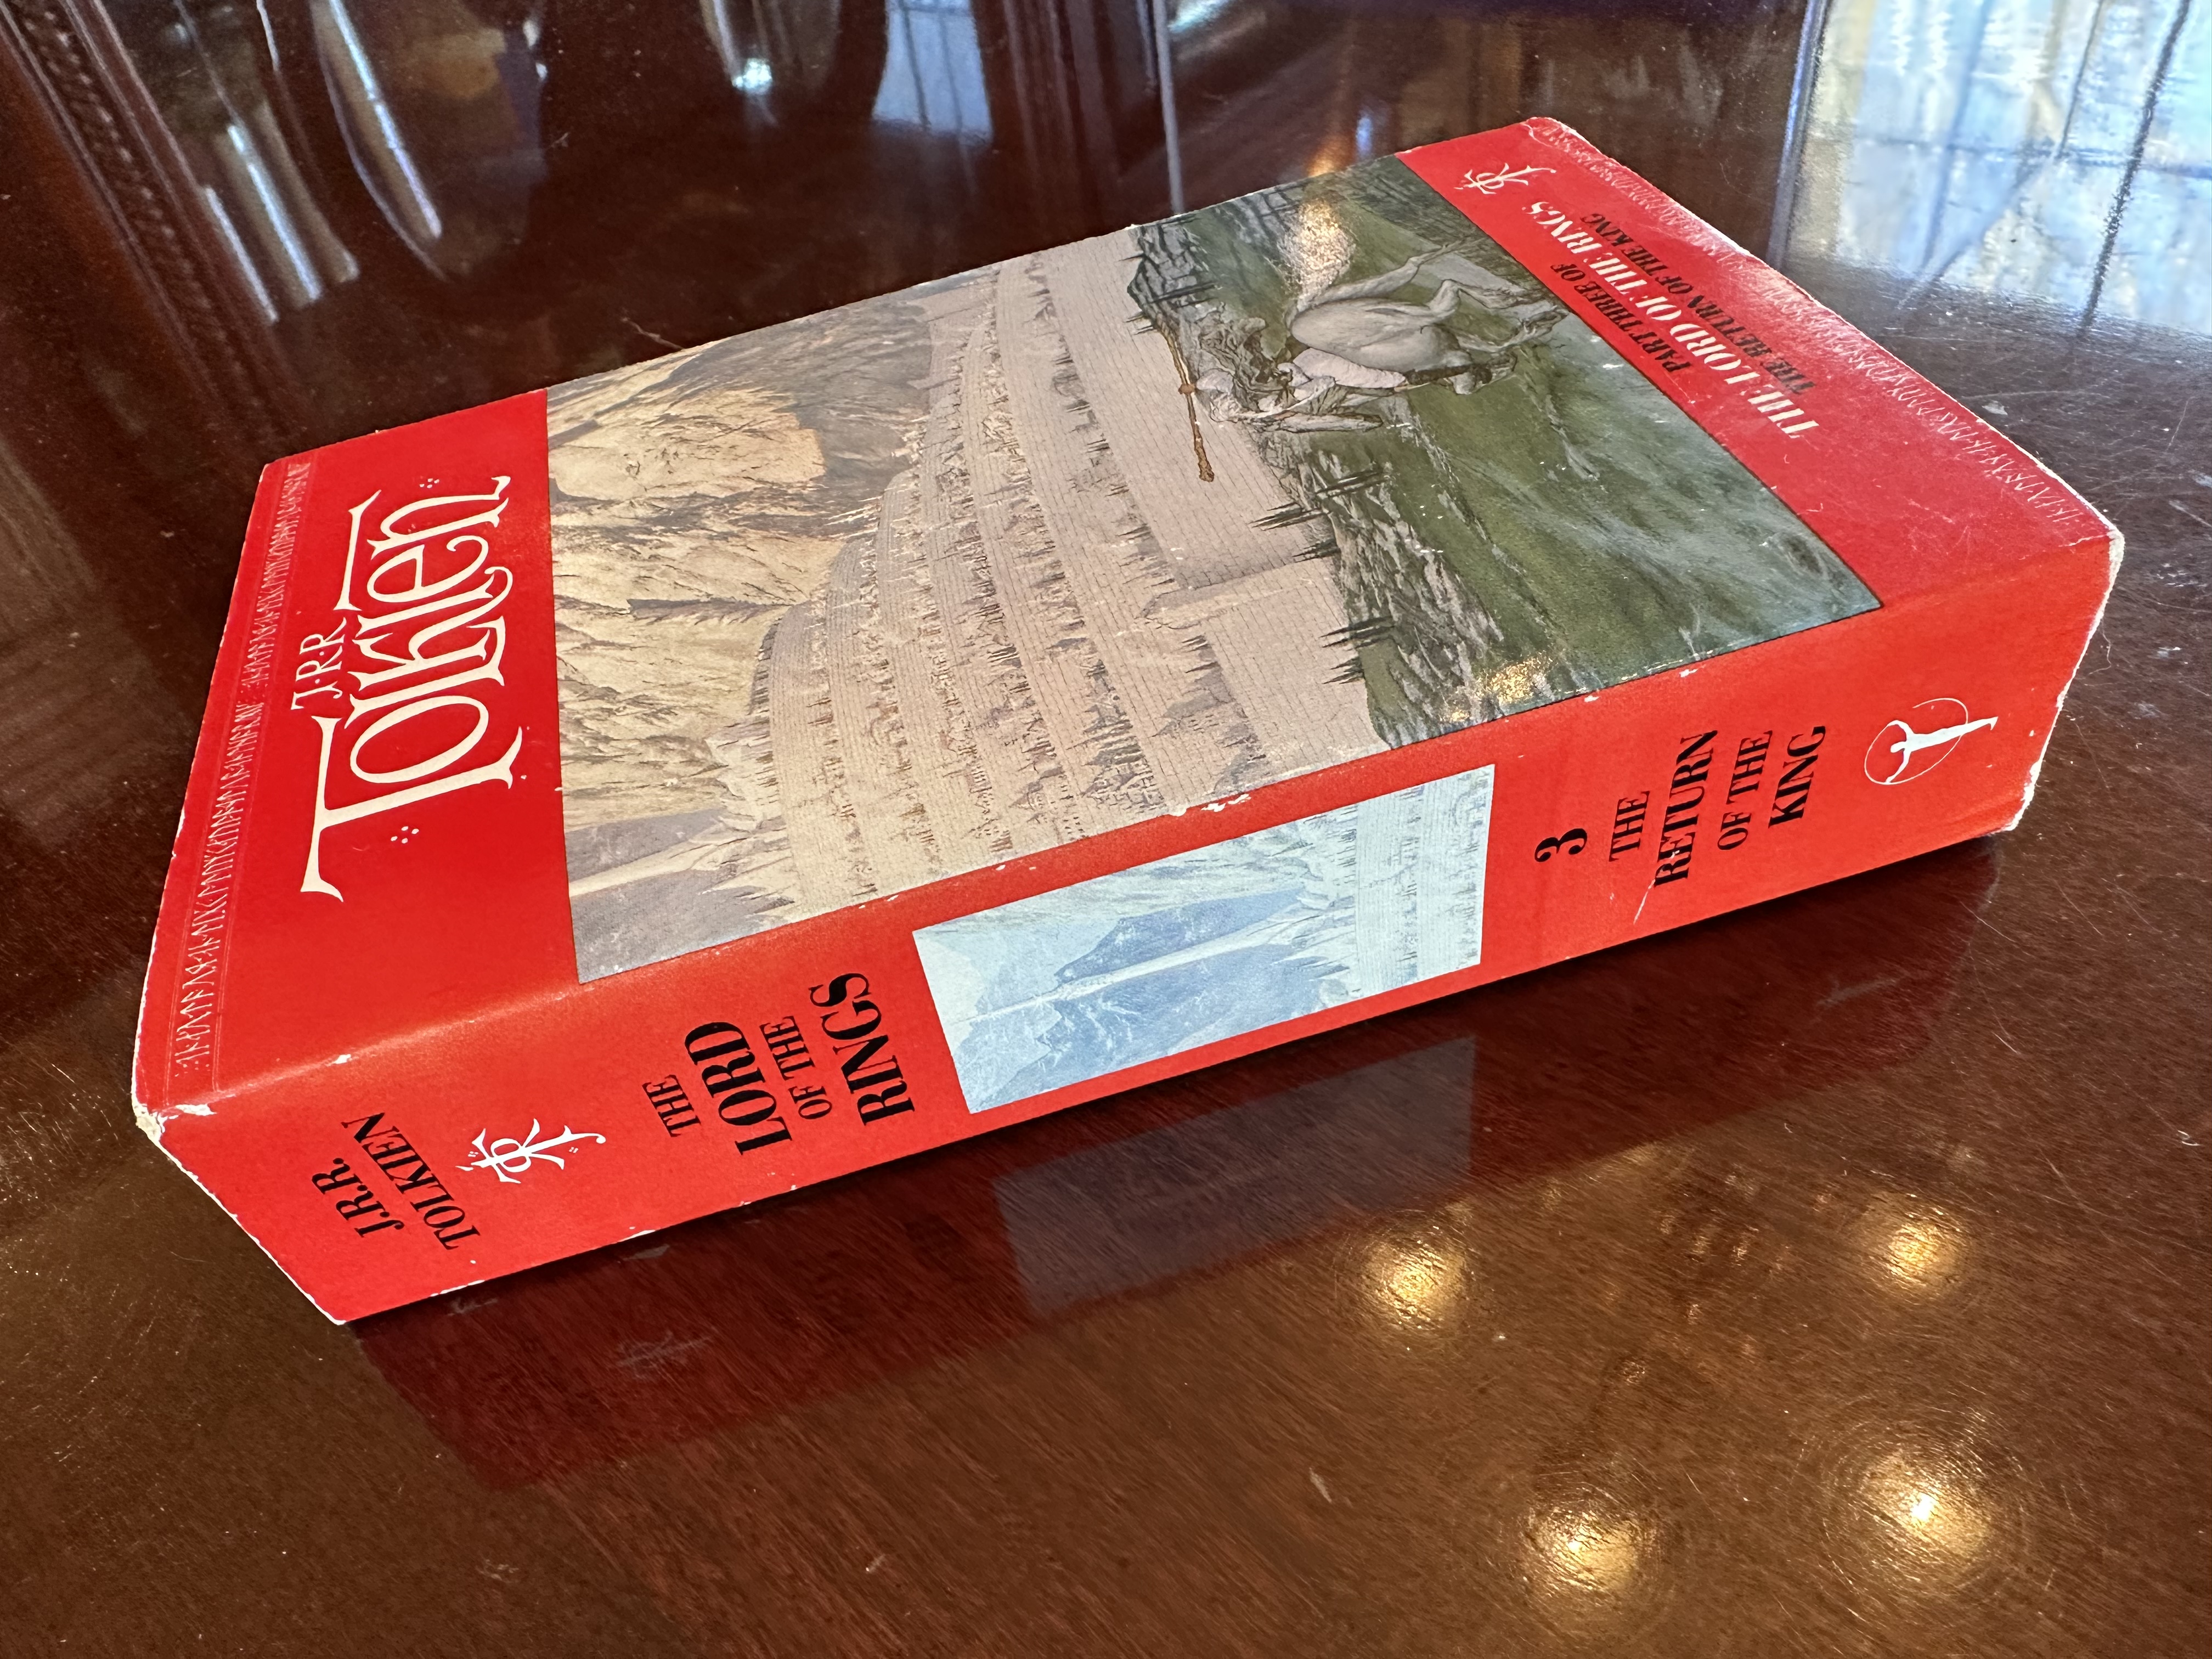 J.R.R.
TOLKIEN
PART THREE OF
THE LORD OF THE RINGS
THE RETURN OF THE KING
J.R.R.
TOLKIEN
THE
LORD
OF THE
RINGS
3
THE
RETURN
OF THE
KING